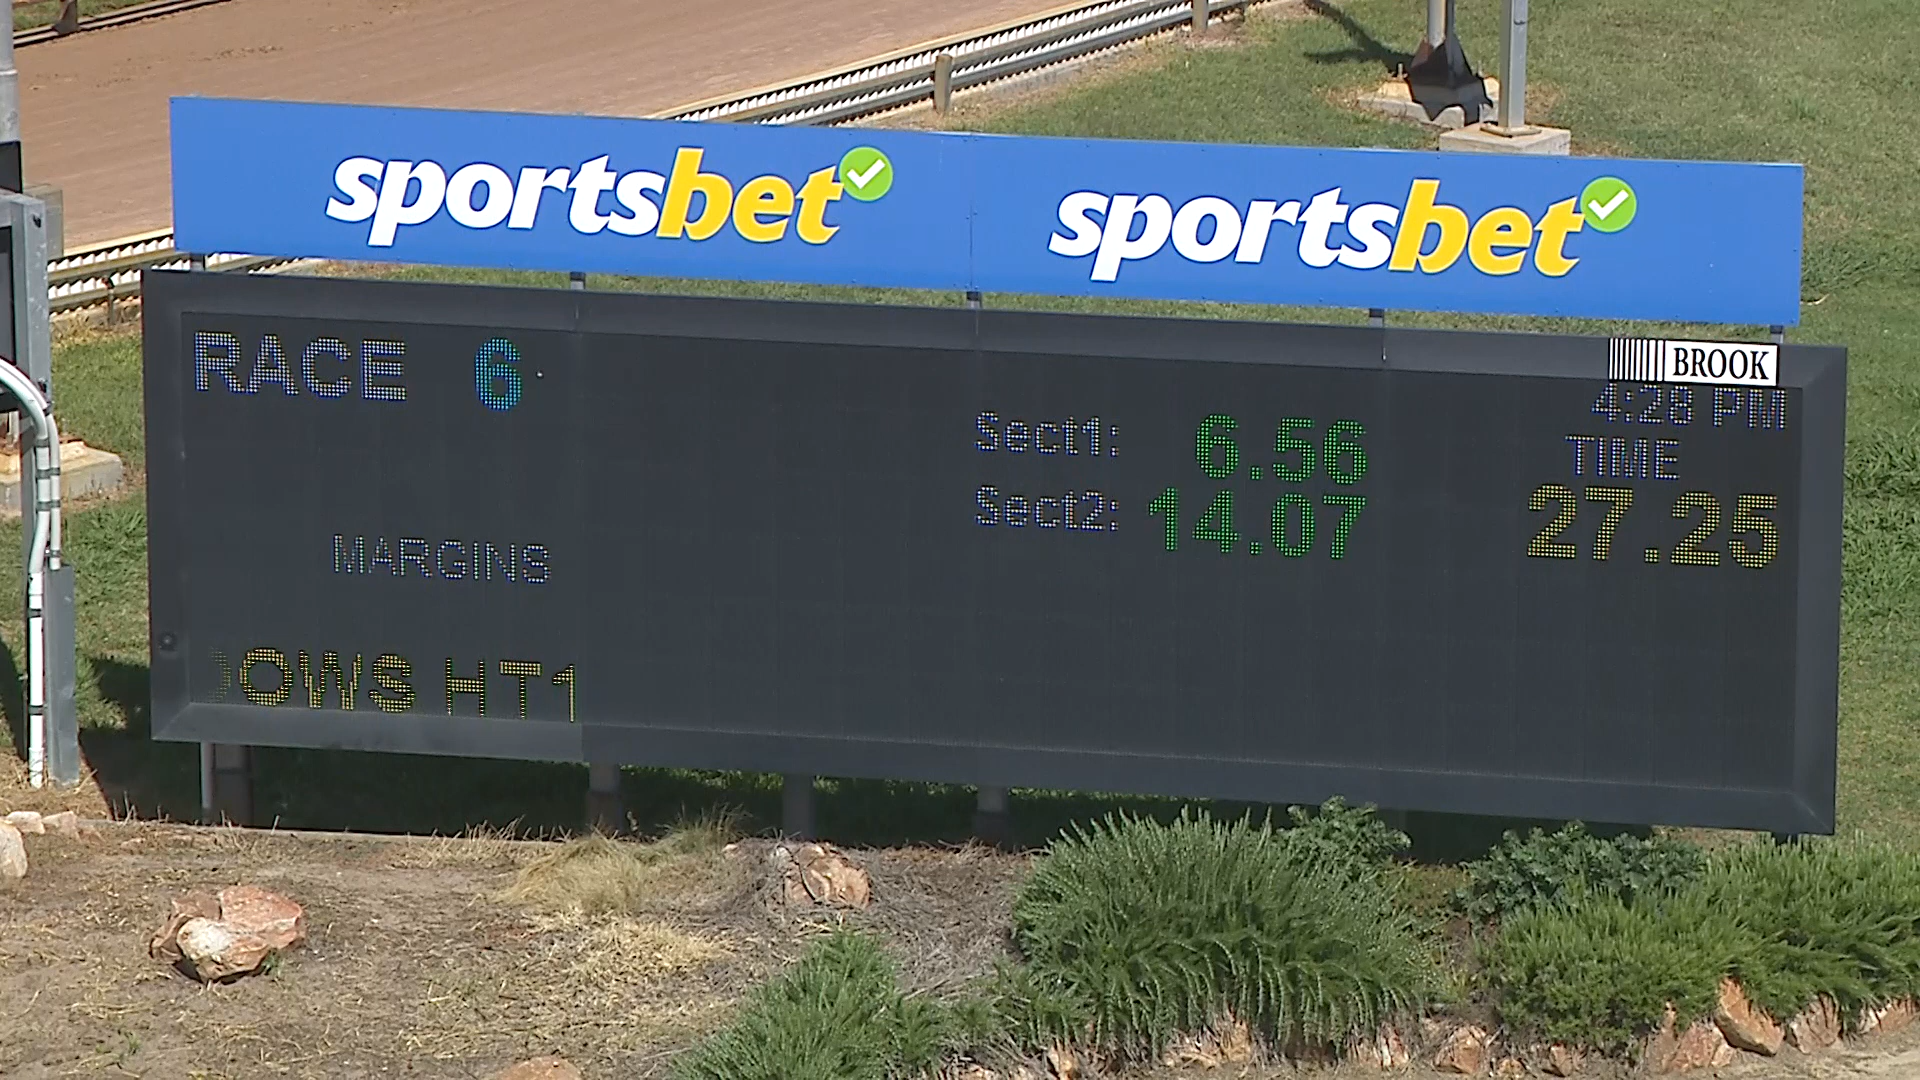 sportsbet sportsbet
BROOK
RACE 6
4:28 PM
Sect1: 6.56
TIME
Sect2: 14.07
27.25
MARGINS
HT1